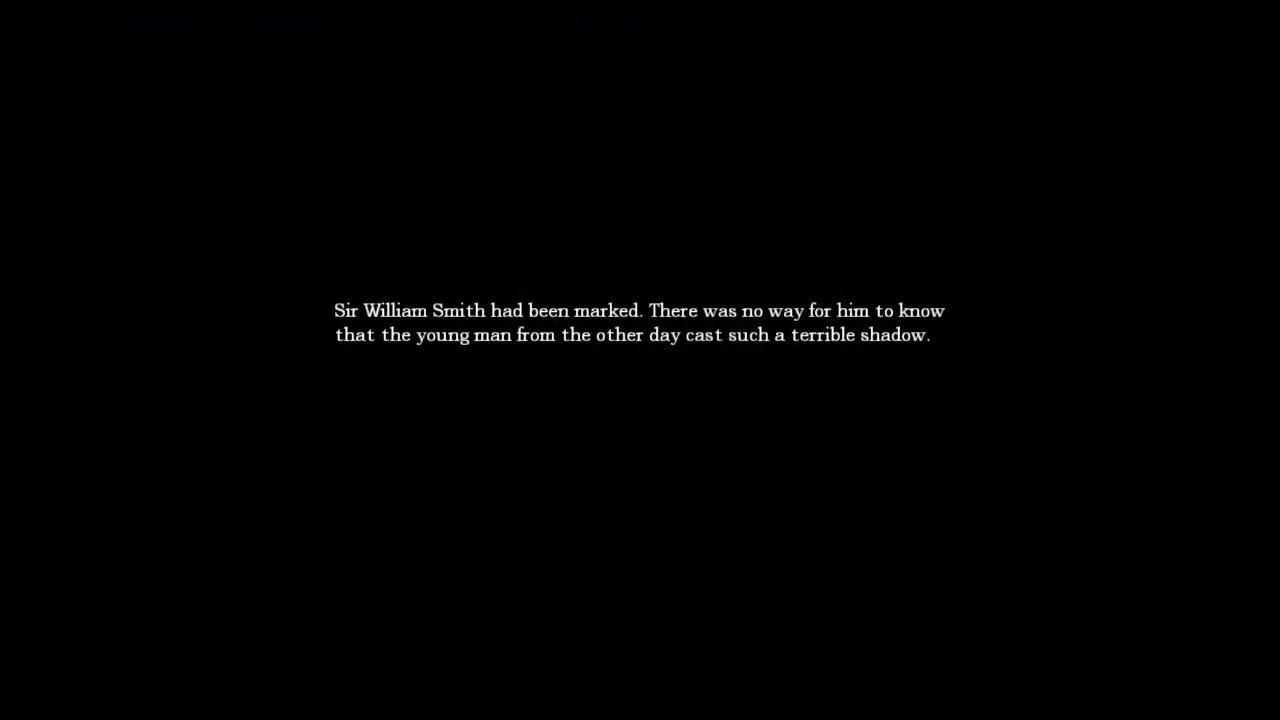 Sir William Smith had been marked. There was no way for him to know
that the young man from the other day cast such a terrible shadow.